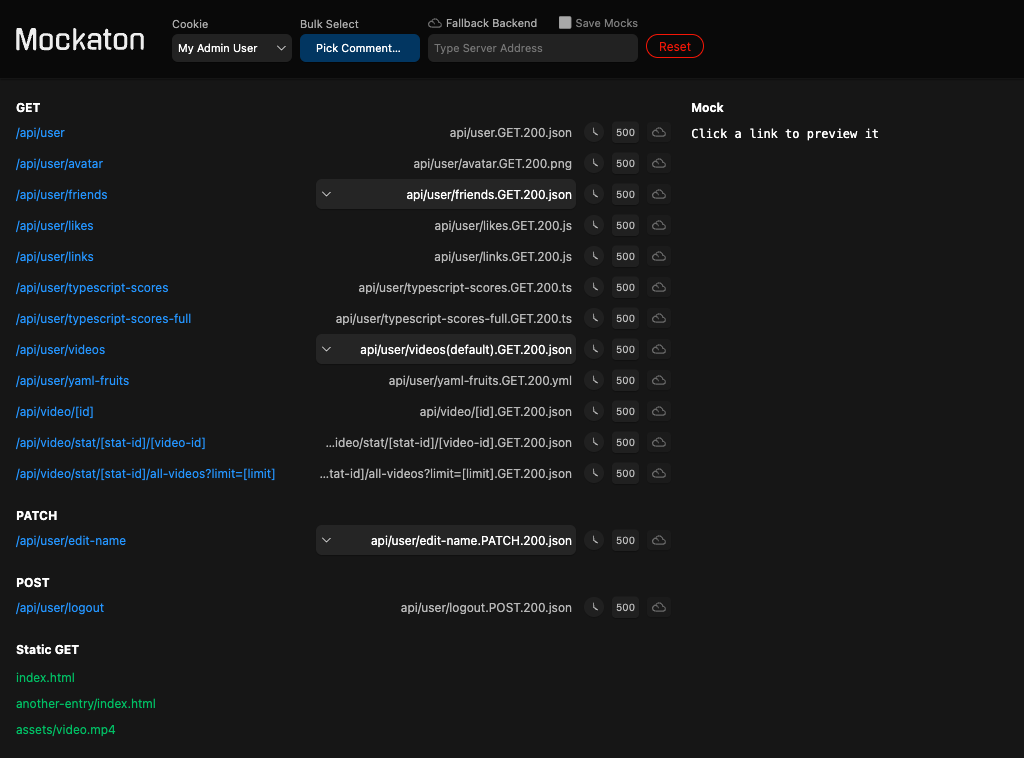 Mockaton
Cookie
My Admin User
Bulk Select
Pick Comment…
Fallback Backend
Save Mocks
Type Server Address
Reset
GET
/api/user api/user.GET.200.json 500
/api/user/avatar api/user/avatar.GET.200.png 500
/api/user/friends api/user/friends.GET.200.json 500
/api/user/likes api/user/likes.GET.200.js 500
/api/user/links api/user/links.GET.200.js 500
/api/user/typescript-scores api/user/typescript-scores.GET.200.ts 500
/api/user/typescript-scores-full api/user/typescript-scores-full.GET.200.ts 500
/api/user/videos api/user/videos(default).GET.200.json 500
/api/user/yaml-fruits api/user/yaml-fruits.GET.200.yml 500
/api/video/[id] api/video/[id].GET.200.json 500
/api/video/stat/[stat-id]/[video-id] …ideo/stat/[stat-id]/[video-id].GET.200.json 500
/api/video/stat/[stat-id]/all-videos?limit=[limit] …tat-id]/all-videos?limit=[limit].GET.200.json 500
PATCH
/api/user/edit-name api/user/edit-name.PATCH.200.json 500
POST
/api/user/logout api/user/logout.POST.200.json 500
Static GET
index.html
another-entry/index.html
assets/video.mp4
Mock
Click a link to preview it